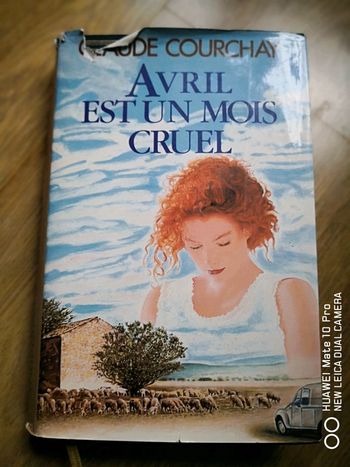 CLAUDE COURCHAY
AVRIL
EST UN MOIS
CRUEL
HUAWEI Mate 10 Pro
NEW LEICA DUAL CAMERA